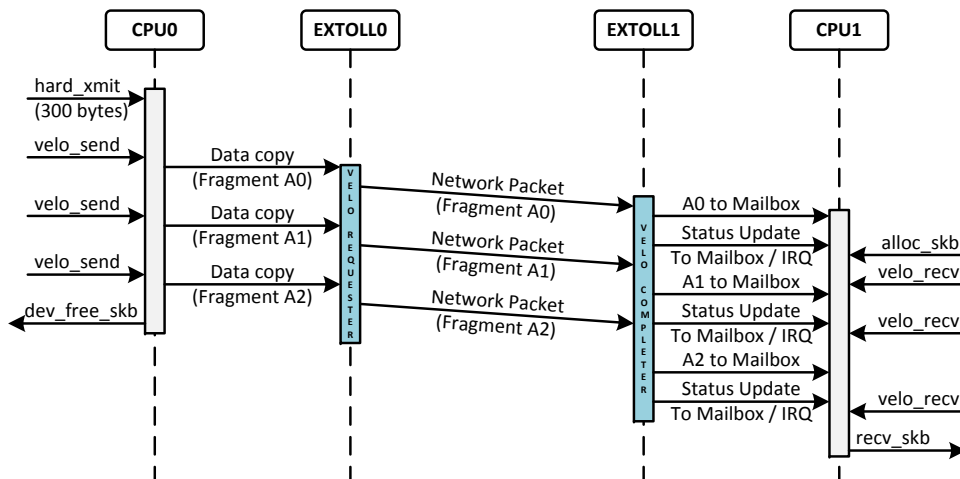 CPU0
EXTOLL0
EXTOLL1
CPU1
hard_xmit
(300 bytes)
velo_send
Data copy
(Fragment A0)
VELO REQUESTER
Network Packet
(Fragment A0)
A0 to Mailbox
VELO COMPLETER
velo_send
Data copy
(Fragment A1)
Status Update
To Mailbox / IRQ
alloc_skb
Network Packet
(Fragment A1)
velo_recv
A1 to Mailbox
velo_send
Data copy
(Fragment A2)
Network Packet
(Fragment A2)
Status Update
To Mailbox / IRQ
velo_recv
dev_free_skb
A2 to Mailbox
Status Update
To Mailbox / IRQ
velo_recv
recv_skb